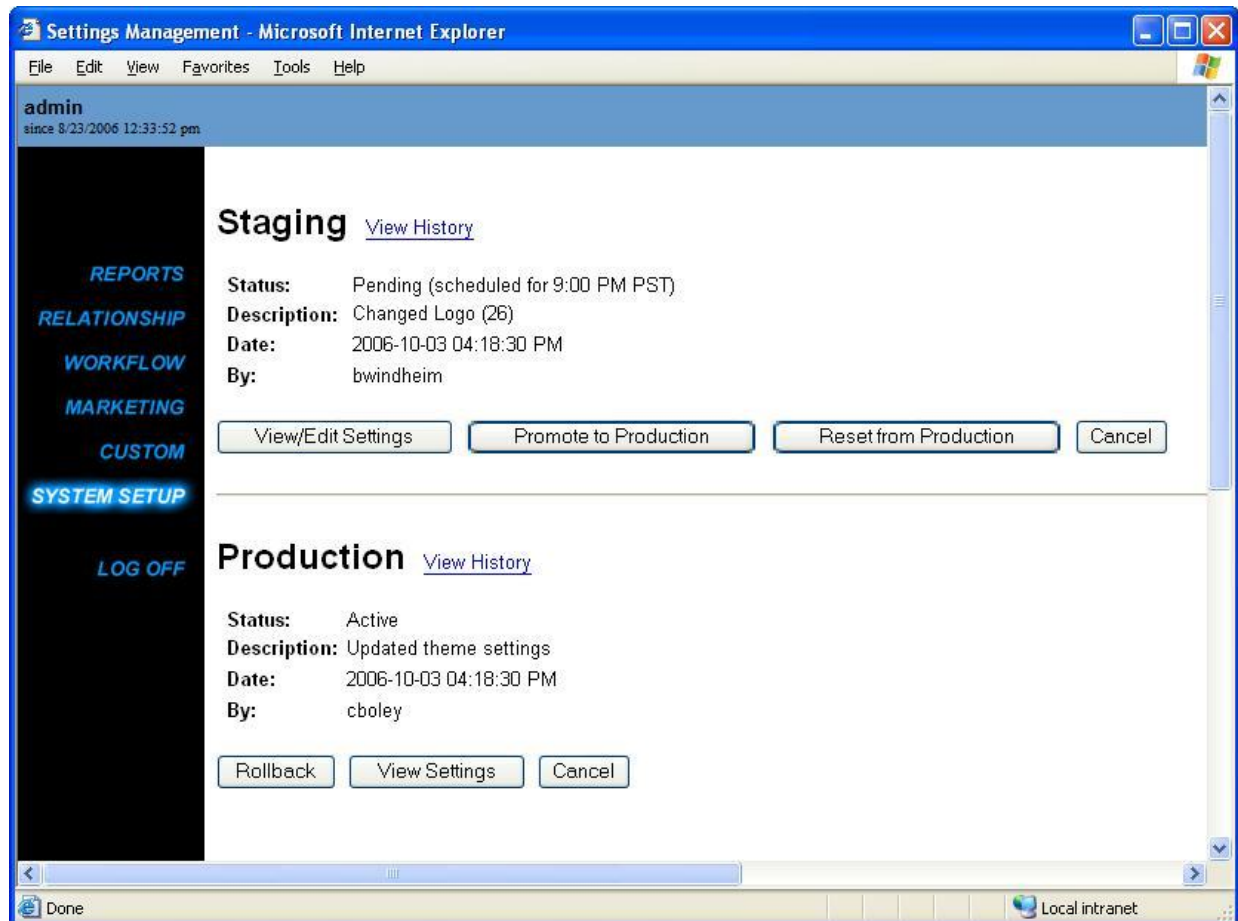 Settings Management - Microsoft Internet Explorer
File Edit View Favorites Tools Help
admin
since 8/23/2006 12:33:52 pm
REPORTS
RELATIONSHIP
WORKFLOW
MARKETING
CUSTOM
SYSTEM SETUP
LOG OFF
Staging View History
Status: Pending (scheduled for 9:00 PM PST)
Description: Changed Logo (26)
Date: 2006-10-03 04:18:30 PM
By: bwindheim
View/Edit Settings Promote to Production Reset from Production Cancel
Production View History
Status: Active
Description: Updated theme settings
Date: 2006-10-03 04:18:30 PM
By: cboley
Rollback View Settings Cancel
Done Local intranet